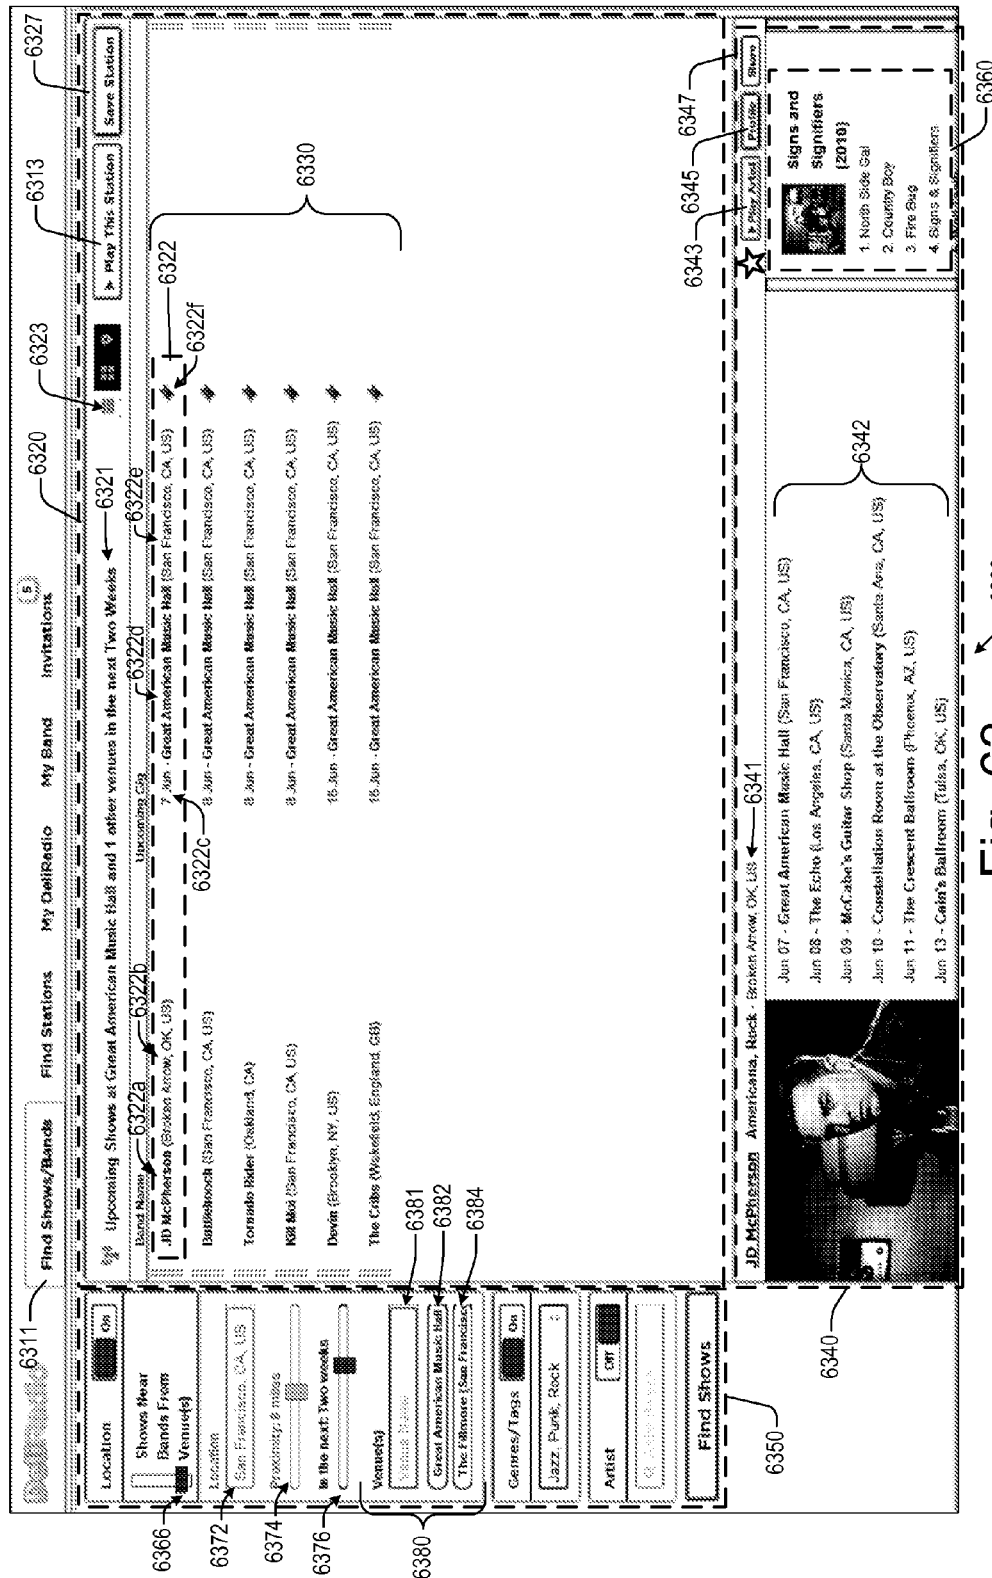 Find Shows/Bands
Find Stations
My DeliRadio
My Band
Invitations
5
6311
Location
On
Shows Near
Bands From
Venue(s)
6366
Location
San Francisco, CA, US
6372
Proximity: 8 miles
6374
In the next: Two weeks
6376
Venue(s)
6381
Great American Music Hall
6382
The Fillmore (San Francisc
6384
6380
Genres/Tags
On
Jazz, Punk, Rock
Artist
Off
Find Shows
6350
Upcoming Shows at Great American Music Hall and 1 other venues in the next Two Weeks
6321
6320
6323
Play This Station
6313
Save Station
6327
Band Name
Upcoming Gig
6322a
6322b
6322c
6322d
6322e
6322f
6322
JD McPherson (Broken Arrow, OK, US)
7 Jun - Great American Music Hall (San Francisco, CA, US)
Battlehooch (San Francisco, CA, US)
8 Jun - Great American Music Hall (San Francisco, CA, US)
Tornado Rider (Oakland, CA)
8 Jun - Great American Music Hall (San Francisco, CA, US)
Kill Moi (San Francisco, CA, US)
8 Jun - Great American Music Hall (San Francisco, CA, US)
Devin (Brooklyn, NY, US)
16 Jun - Great American Music Hall (San Francisco, CA, US)
The Cribs (Wakefield, England, GB)
16 Jun - Great American Music Hall (San Francisco, CA, US)
6330
JD McPherson Americana, Rock - Broken Arrow, OK, US
6341
Play Artist
Profile
Share
6343
6345
6347
Jun 07 - Great American Music Hall (San Francisco, CA, US)
Jun 08 - The Echo (Los Angeles, CA, US)
Jun 09 - McCabe's Guitar Shop (Santa Monica, CA, US)
Jun 10 - Constellation Room at the Observatory (Santa Ana, CA, US)
Jun 11 - The Crescent Ballroom (Phoenix, AZ, US)
Jun 13 - Cain's Ballroom (Tulsa, OK, US)
6342
Signs and
Signifiers
(2010)
1. North Side Gal
2. Country Boy
3. Fire Bug
4. Signs & Signifiers
6360
6340